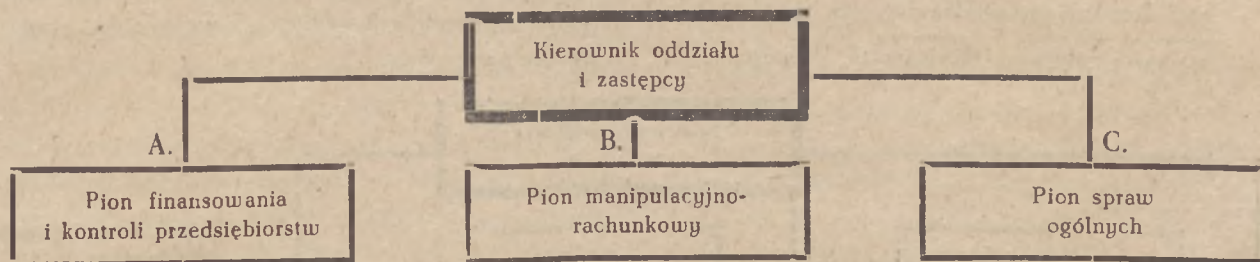 Kierownik oddziału
i zastępcy
A.
B.
C.
Pion finansowania
i kontroli przedsiębiorstw
Pion manipulacyjno-
rachunkowy
Pion spraw
ogólnych